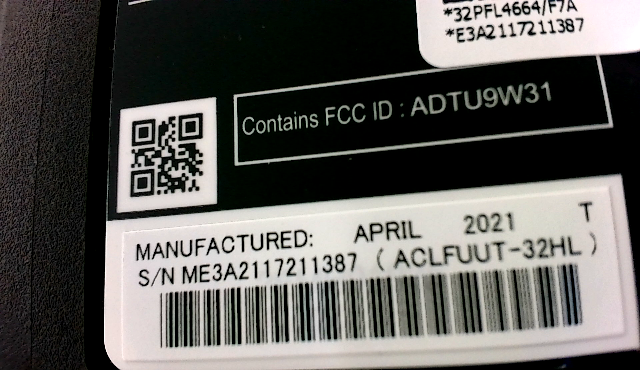 *32PFL4664/F7A
*E3A2117211387
Contains FCC ID : ADTU9W31
MANUFACTURED: APRIL 2021 T
S/N ME3A2117211387 ( ACLFUUT-32HL )